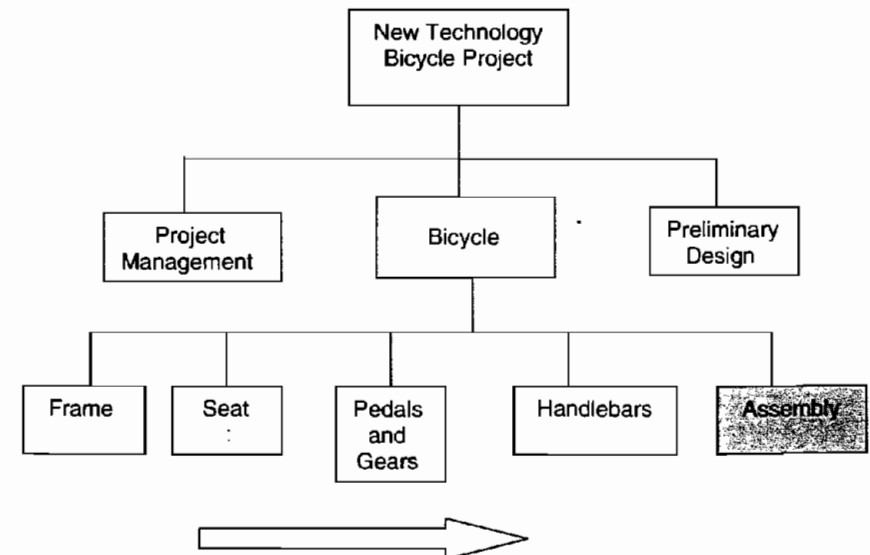 New Technology
Bicycle Project
Project
Management
Bicycle
Preliminary
Design
Frame
Seat
Pedals
and
Gears
Handlebars
Assembly